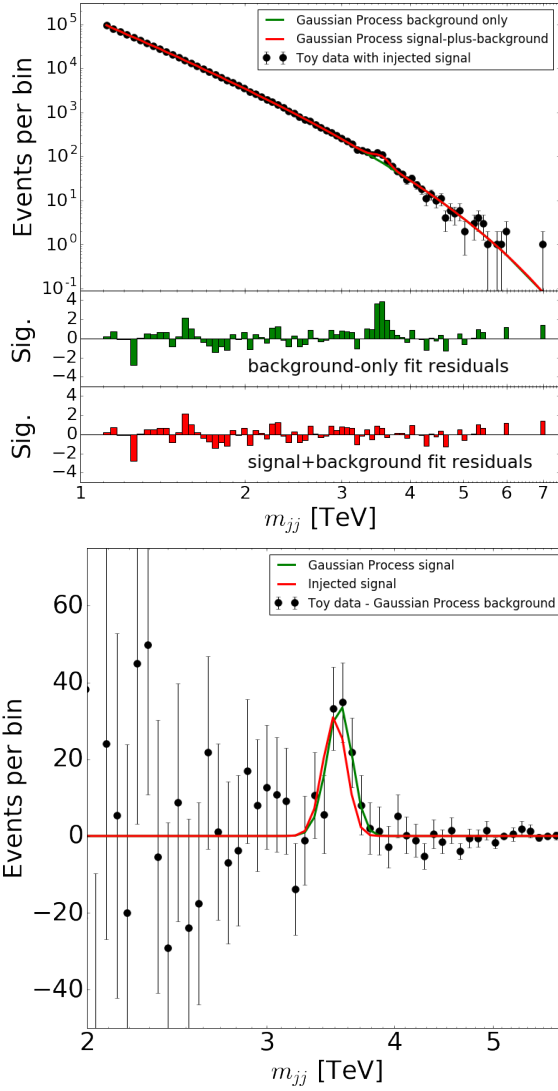 Gaussian Process background only
Gaussian Process signal-plus-background
Toy data with injected signal
Events per bin
10^5
10^4
10^3
10^2
10^1
10^0
10^-1
Sig.
4
2
0
−2
−4
background-only fit residuals
Sig.
4
2
0
−2
−4
signal+background fit residuals
1 2 3 4 5 6 7
m_jj [TeV]
Gaussian Process signal
Injected signal
Toy data - Gaussian Process background
Events per bin
60
40
20
0
−20
−40
2 3 4 5
m_jj [TeV]